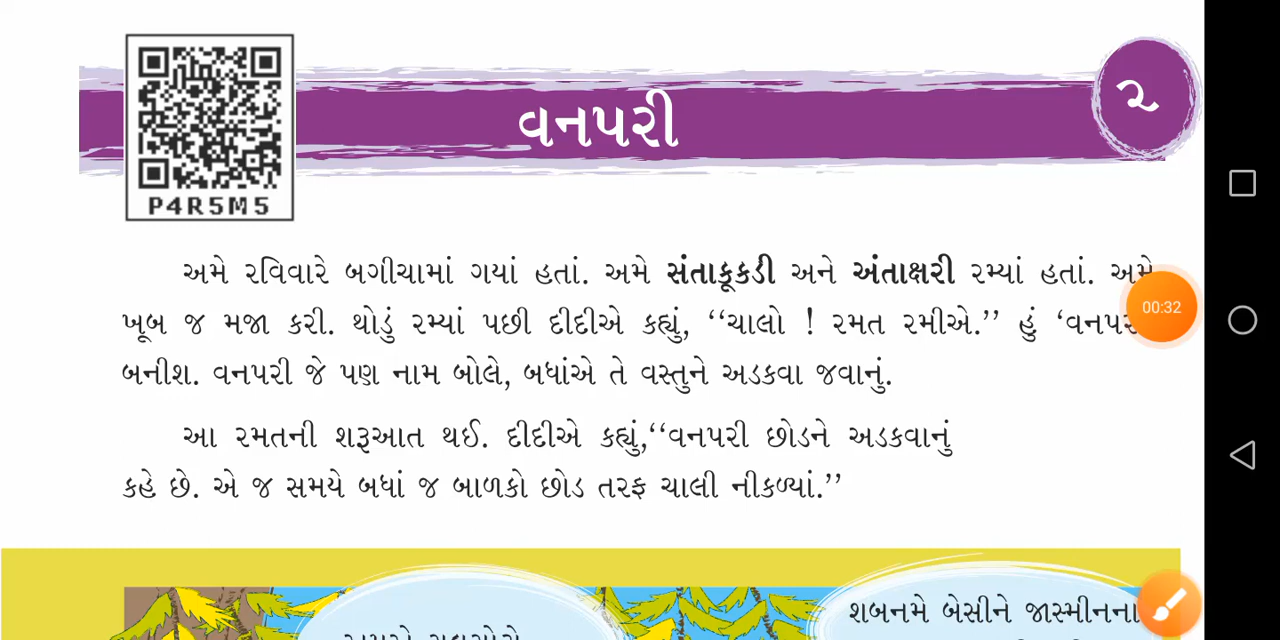 P4R5M5
વનપરી
૨
અમે રવિવારે બગીચામાં ગયાં હતાં. અમે સંતાકૂકડી અને અંતાક્ષરી રમ્યાં હતાં. અમે
ખૂબ જ મજા કરી. થોડું રમ્યાં પછી દીદીએ કહ્યું, ‘‘ચાલો ! રમત રમીએ.’’ હું
બનીશ. વનપરી જે પણ નામ બોલે, બધાંએ તે વસ્તુને અડકવા જવાનું.
00:32
આ રમતની શરૂઆત થઈ. દીદીએ કહ્યું,‘‘વનપરી છોડને અડકવાનું
કહે છે. એ જ સમયે બધાં જ બાળકો છોડ તરફ ચાલી નીકળ્યાં.’’
શબનમે બેસીને જાસ્મીનના